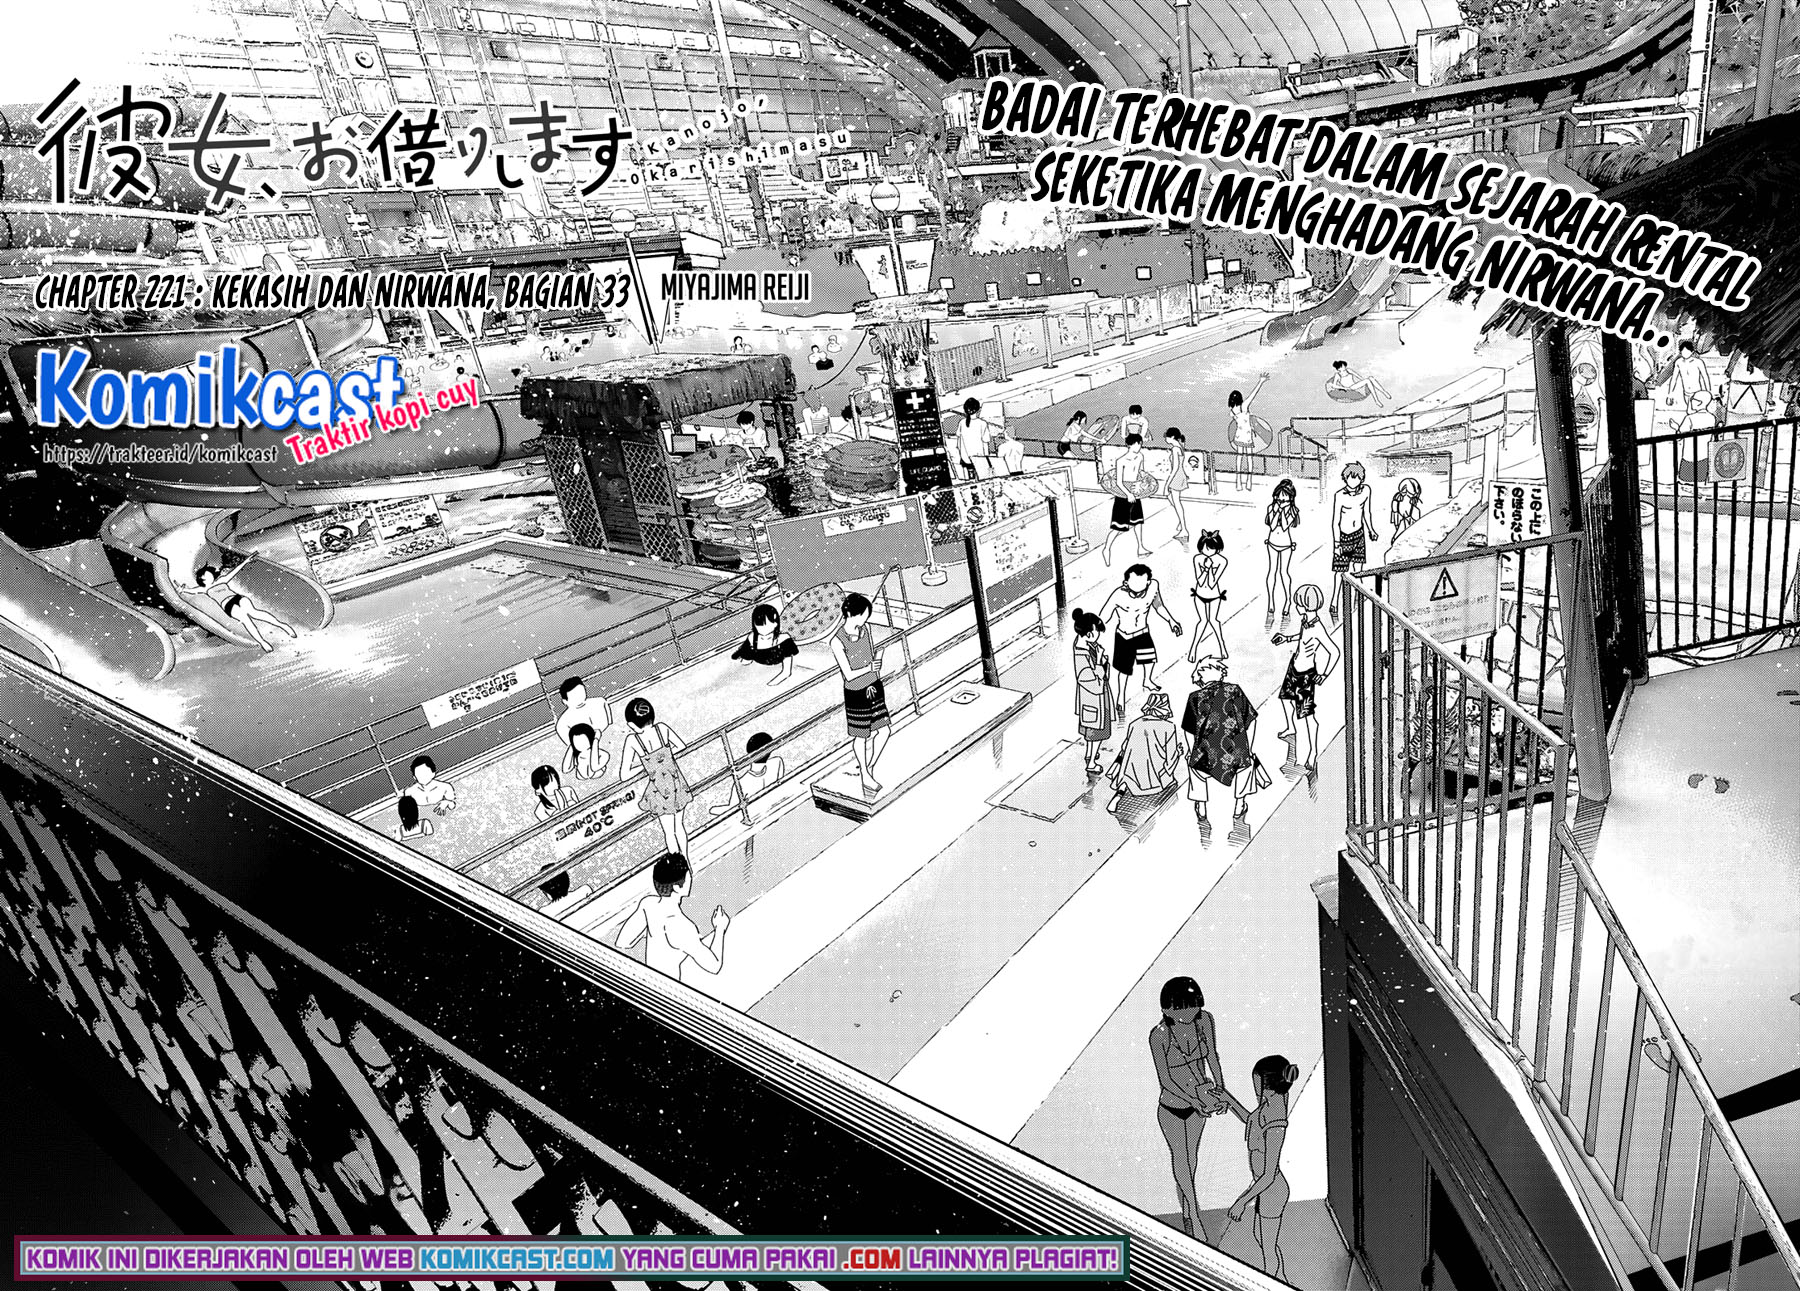 彼女、お借りします
Kanojo,
okarishimasu
BADAI TERHEBAT DALAM SEJARAH RENTAL
SEKETIKA MENGHADANG NIRWANA..
CHAPTER 221 : KEKASIH DAN NIRWANA, BAGIAN 33
MIYAJIMA REIJI
Komikcast
Traktir kopi cuy
https://trakteer.id/komikcast
(HOT SPRING)
40℃
KOMIK INI DIKERJAKAN OLEH WEB KOMIKCAST.COM YANG CUMA PAKAI .COM LAINNYA PLAGIAT!